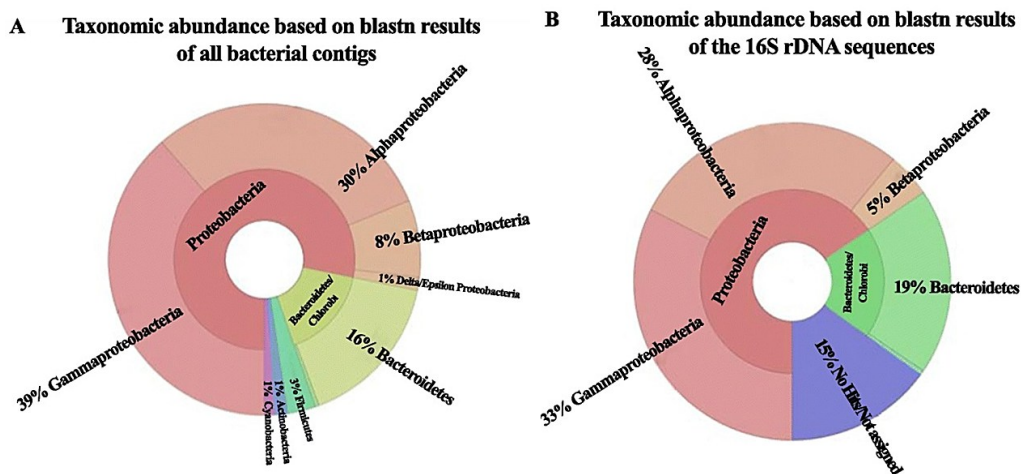 A
Taxonomic abundance based on blastn results
of all bacterial contigs
30% Alphaproteobacteria
Proteobacteria
8% Betaproteobacteria
1% Delta/Epsilon Proteobacteria
Bacteroidetes/
Chlorobi
16% Bacteroidetes
3% Firmicutes
1% Actinobacteria
1% Cyanobacteria
39% Gammaproteobacteria
B
Taxonomic abundance based on blastn results
of the 16S rDNA sequences
28% Alphaproteobacteria
5% Betaproteobacteria
Proteobacteria
Bacteroidetes/
Chlorobi
19% Bacteroidetes
15% No Hits/Not assigned
33% Gammaproteobacteria